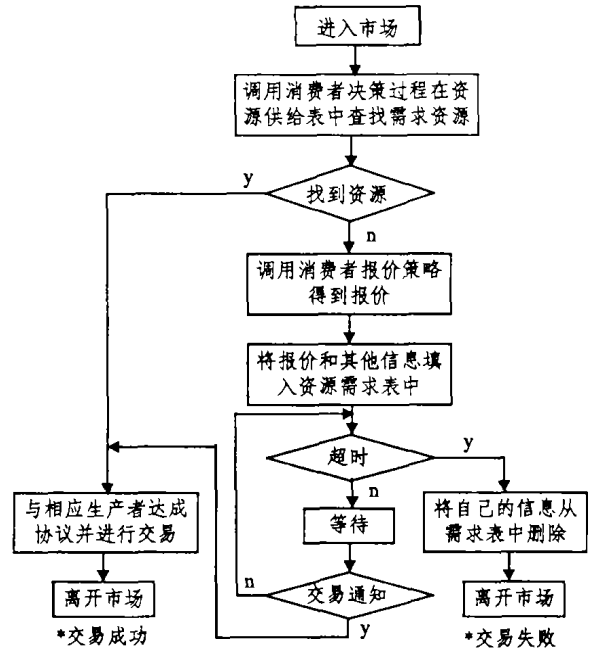 进入市场
调用消费者决策过程在资
源供给表中查找需求资源
y
找到资源
n
调用消费者报价策略
得到报价
将报价和其他信息填
入资源需求表中
超时
y
n
等待
与相应生产者达成
协议并进行交易
将自己的信息从
需求表中删除
n
交易通知
y
离开市场
*交易成功
离开市场
*交易失败